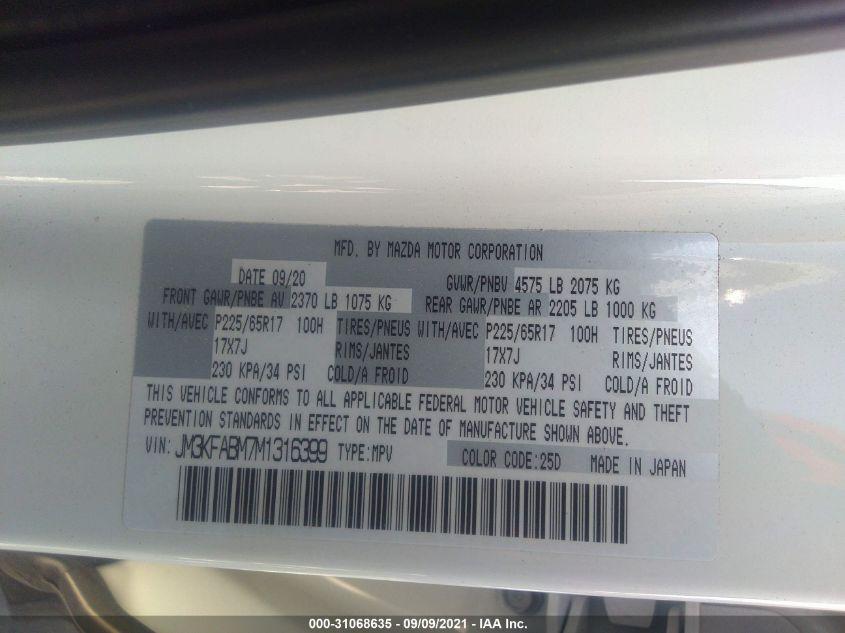 MFD. BY MAZDA MOTOR CORPORATION
DATE 09/20 GVWR/PNBV 4575 LB 2075 KG
FRONT GAWR/PNBE AV 2370 LB 1075 KG REAR GAWR/PNBE AR 2205 LB 1000 KG
WITH/AVEC P225/65R17 100H TIRES/PNEUS WITH/AVEC P225/65R17 100H TIRES/PNEUS
17X7J RIMS/JANTES 17X7J RIMS/JANTES
230 KPA/34 PSI COLD/A FROID 230 KPA/34 PSI COLD/A FROID
THIS VEHICLE CONFORMS TO ALL APPLICABLE FEDERAL MOTOR VEHICLE SAFETY AND THEFT
PREVENTION STANDARDS IN EFFECT ON THE DATE OF MANUFACTURE SHOWN ABOVE.
VIN: JM3KFABM7M1316399 TYPE:MPV COLOR CODE:25D MADE IN JAPAN
000-31068635 - 09/09/2021 - IAA Inc.